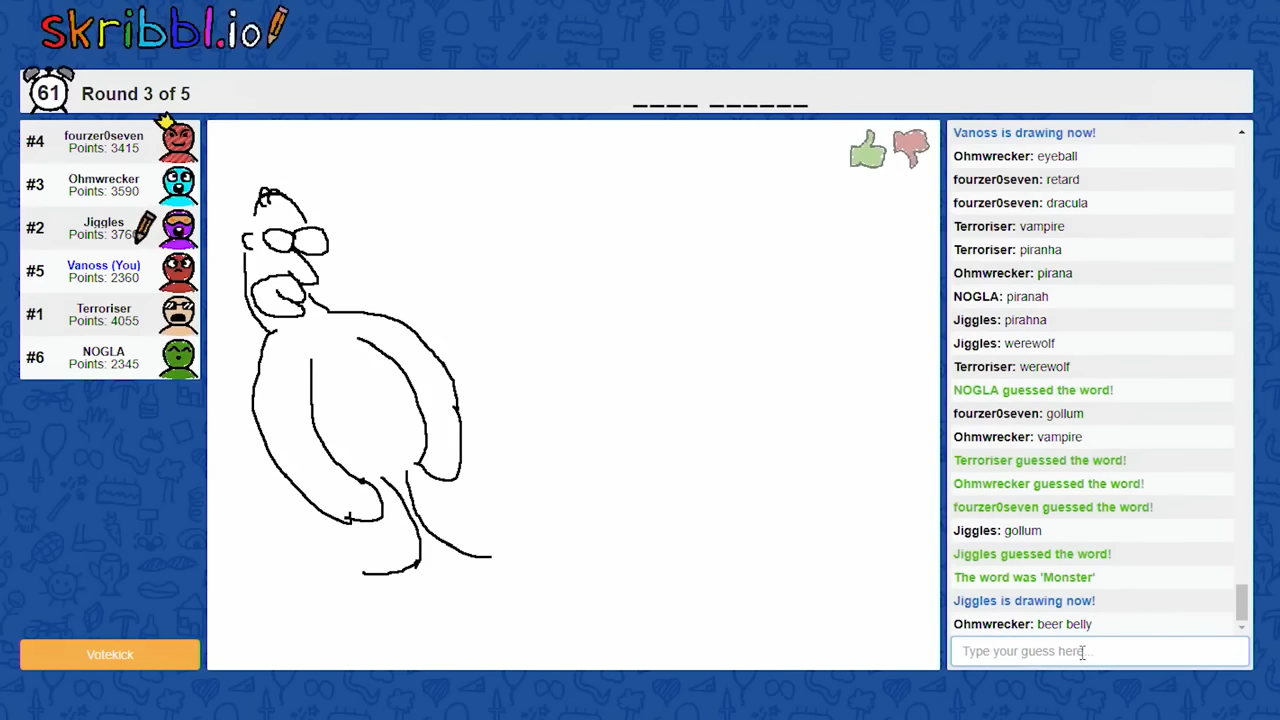 skribbl.io
61
Round 3 of 5
____ ______
#4
fourzer0seven
Points: 3415
#3
Ohmwrecker
Points: 3590
#2
Jiggles
Points: 376
#5
Vanoss (You)
Points: 2360
#1
Terroriser
Points: 4055
#6
NOGLA
Points: 2345
Votekick
Vanoss is drawing now!
Ohmwrecker: eyeball
fourzer0seven: retard
fourzer0seven: dracula
Terroriser: vampire
Terroriser: piranha
Ohmwrecker: pirana
NOGLA: piranah
Jiggles: pirahna
Jiggles: werewolf
Terroriser: werewolf
NOGLA guessed the word!
fourzer0seven: gollum
Ohmwrecker: vampire
Terroriser guessed the word!
Ohmwrecker guessed the word!
fourzer0seven guessed the word!
Jiggles: gollum
Jiggles guessed the word!
The word was 'Monster'
Jiggles is drawing now!
Ohmwrecker: beer belly
Type your guess here...